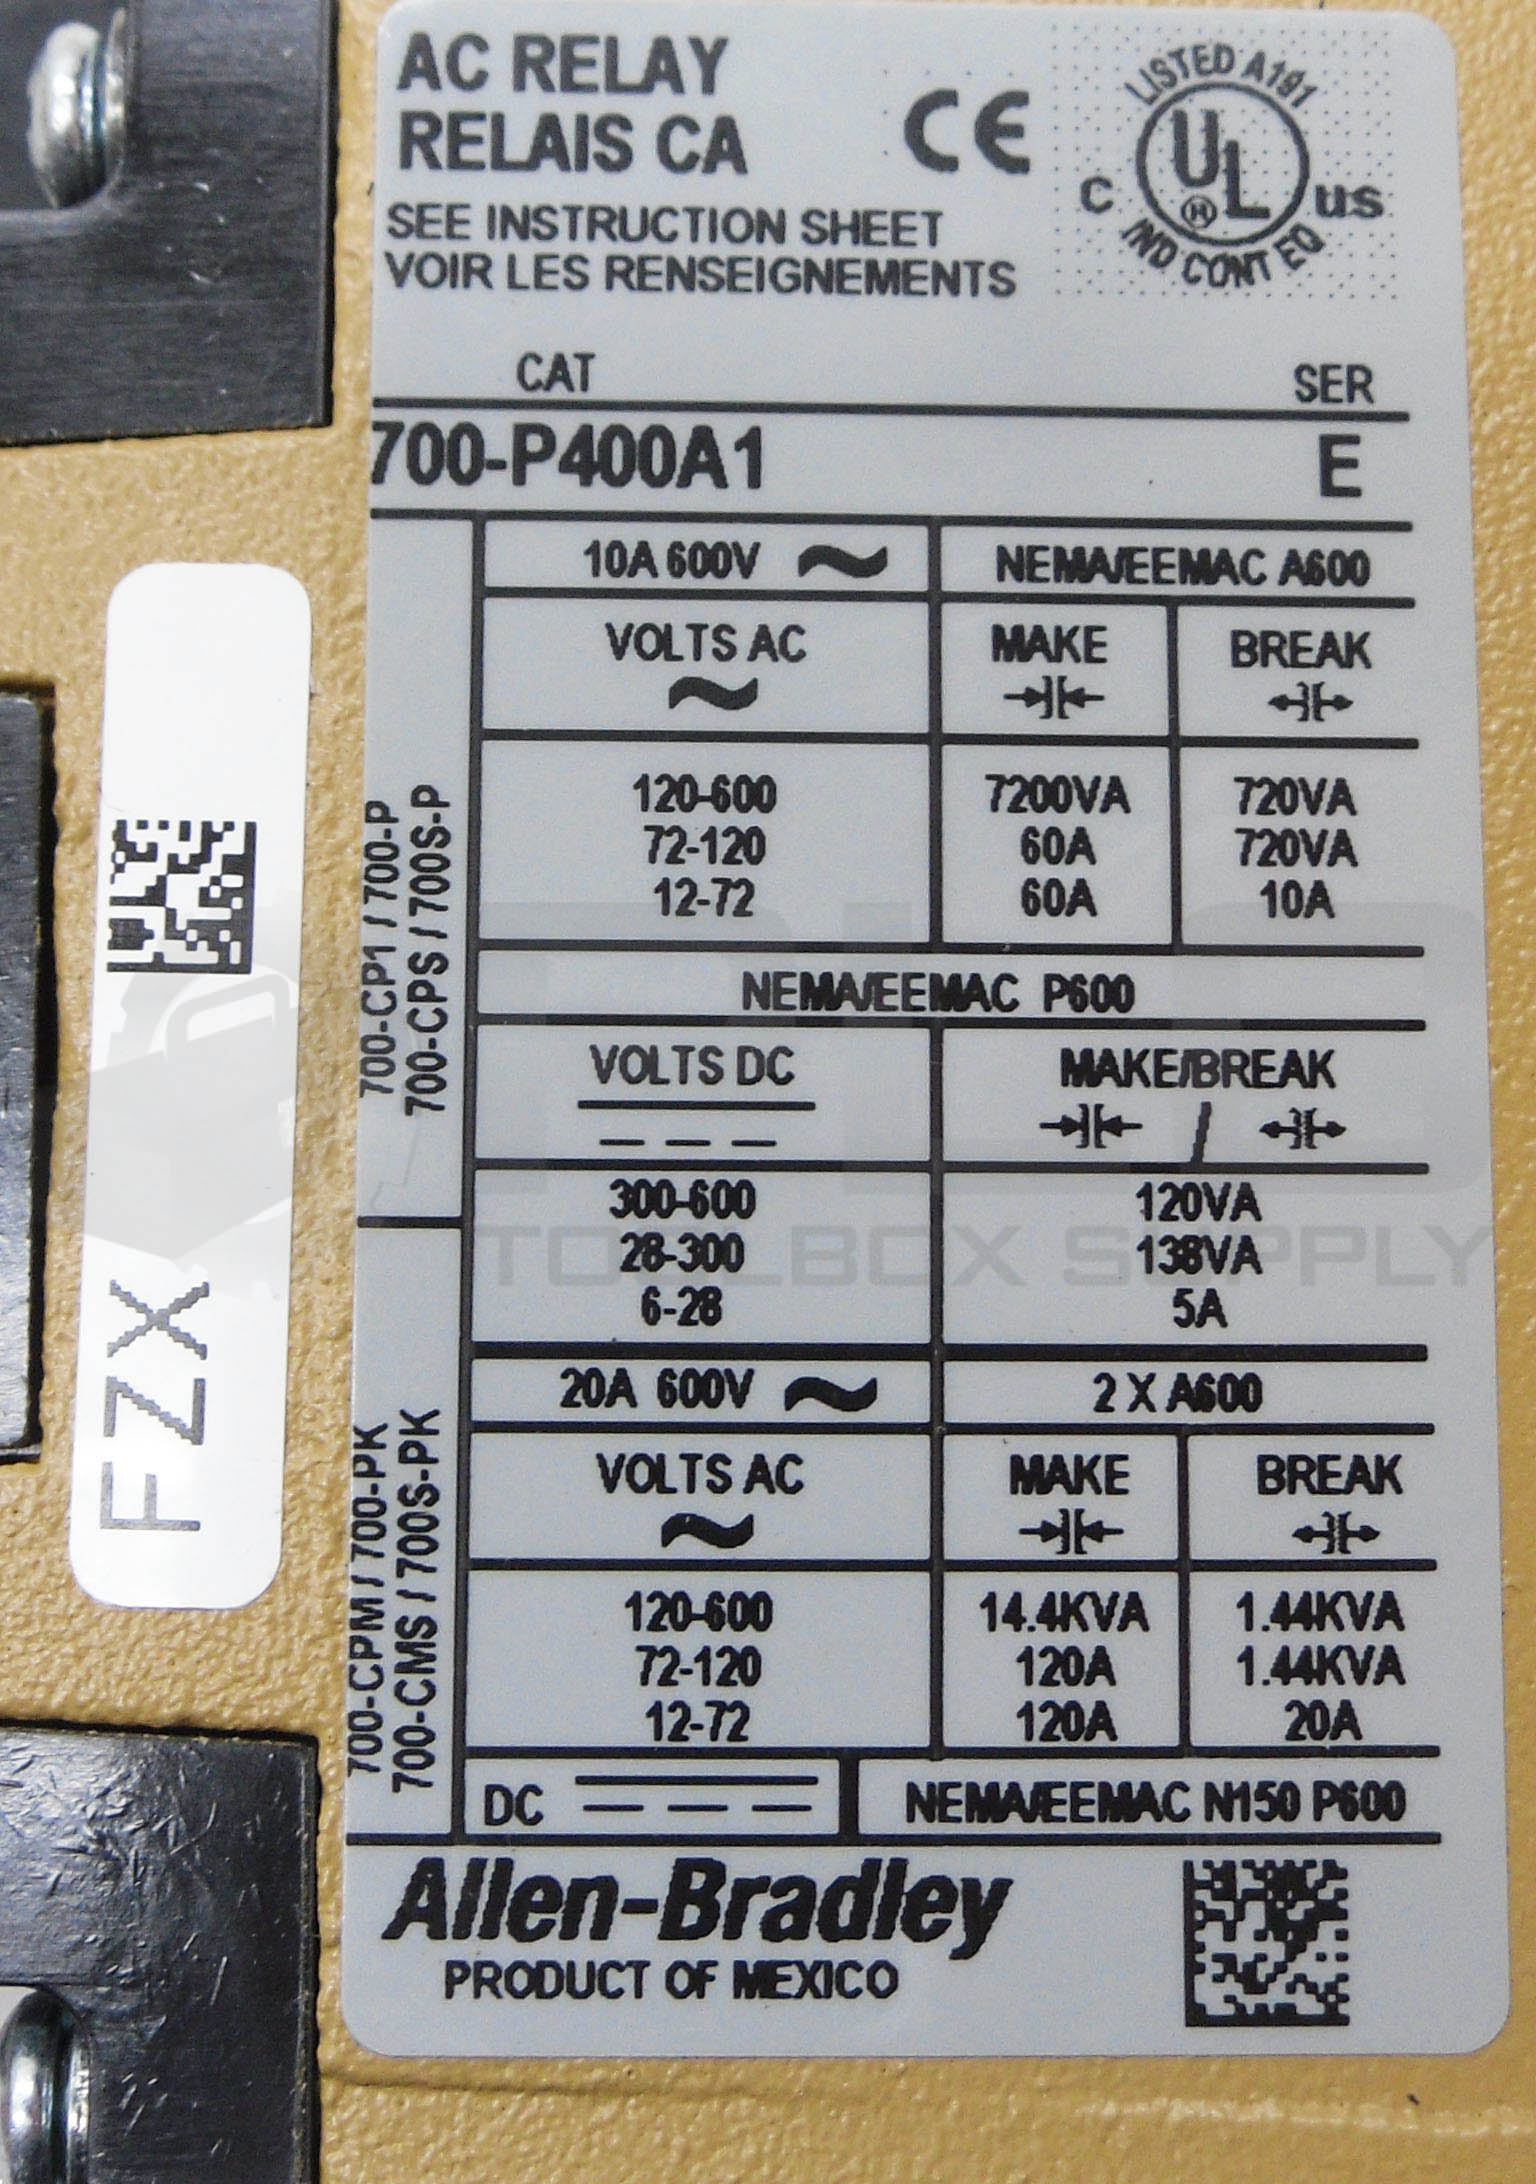 AC RELAY
RELAIS CA
SEE INSTRUCTION SHEET
VOIR LES RENSEIGNEMENTS
CE
LISTED A191
C UL US
®
IND CONT EQ
CAT SER
700-P400A1 E
700-CP1 / 700-P
700-CPS / 700S-P
10A 600V NEMA/EEMAC A600
VOLTS AC MAKE BREAK
120-600 7200VA 720VA
72-120 60A 720VA
12-72 60A 10A
NEMA/EEMAC P600
VOLTS DC MAKE/BREAK
/
300-600 120VA
28-300 138VA
6-28 5A
700-CPM / 700-PK
700-CMS / 700S-PK
20A 600V 2 X A600
VOLTS AC MAKE BREAK
120-600 14.4KVA 1.44KVA
72-120 120A 1.44KVA
12-72 120A 20A
DC NEMA/EEMAC N150 P600
Allen-Bradley
PRODUCT OF MEXICO
FZX
PLC
TOOLBOX SUPPLY